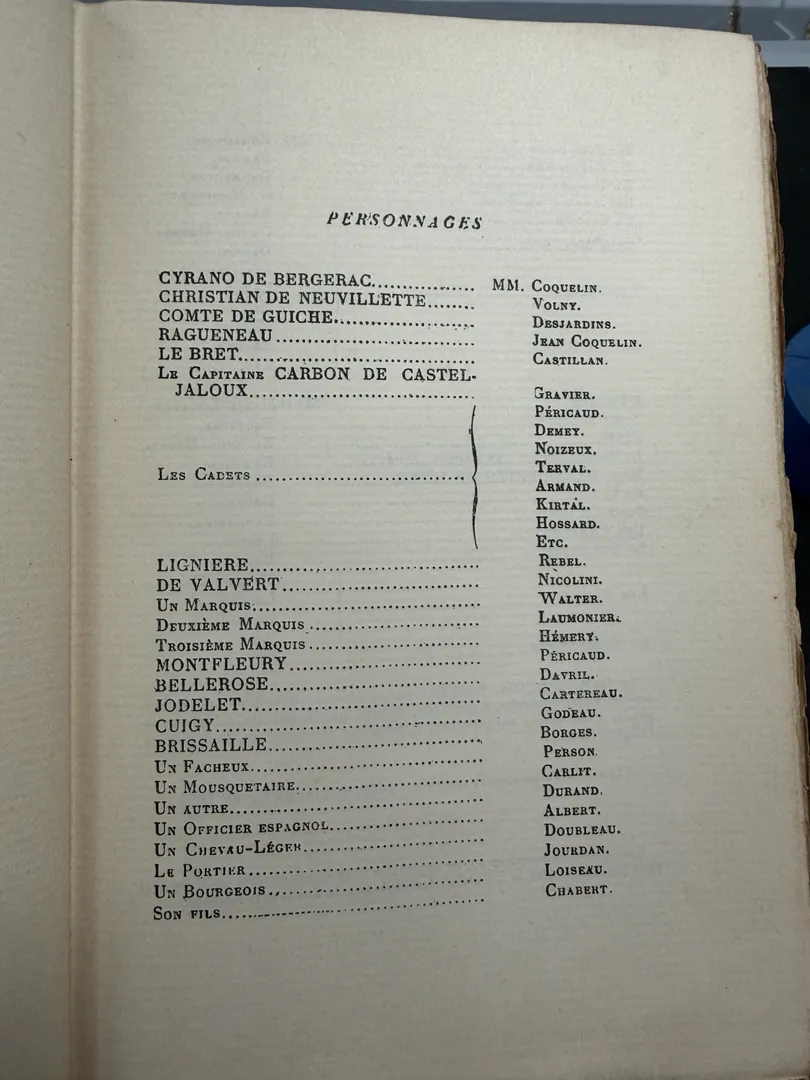 PERSONNAGES
CYRANO DE BERGERAC................ MM. COQUELIN.
CHRISTIAN DE NEUVILLETTE........ VOLNY.
COMTE DE GUICHE..................... DESJARDINS.
RAGUENEAU............................ JEAN COQUELIN.
LE BRET................................. CASTILLAN.
LE CAPITAINE CARBON DE CASTEL-
JALOUX................................ GRAVIER.
PÉRICAUD.
DEMEY.
NOIZEUX.
LES CADETS............................ TERVAL.
ARMAND.
KIRTAL.
HOSSARD.
ETC.
LIGNIERE................................ REBEL.
DE VALVERT............................ NICOLINI.
UN MARQUIS............................ WALTER.
DEUXIÈME MARQUIS.................... LAUMONIER.
TROISIÈME MARQUIS................... HÉMERY.
MONTFLEURY........................... PÉRICAUD.
BELLEROSE............................. DAVRIL.
JODELET................................ CARTEREAU.
CUIGY................................... GODEAU.
BRISSAILLE............................. BORGES.
UN FACHEUX............................ PERSON.
UN MOUSQUETAIRE..................... CARLIT.
UN AUTRE............................... DURAND.
UN OFFICIER ESPAGNOL................ ALBERT.
UN CHEVAU-LÉGER..................... DOUBLEAU.
LE PORTIER............................. JOURDAN.
UN BOURGEOIS......................... LOISEAU.
SON FILS................................ CHABERT.